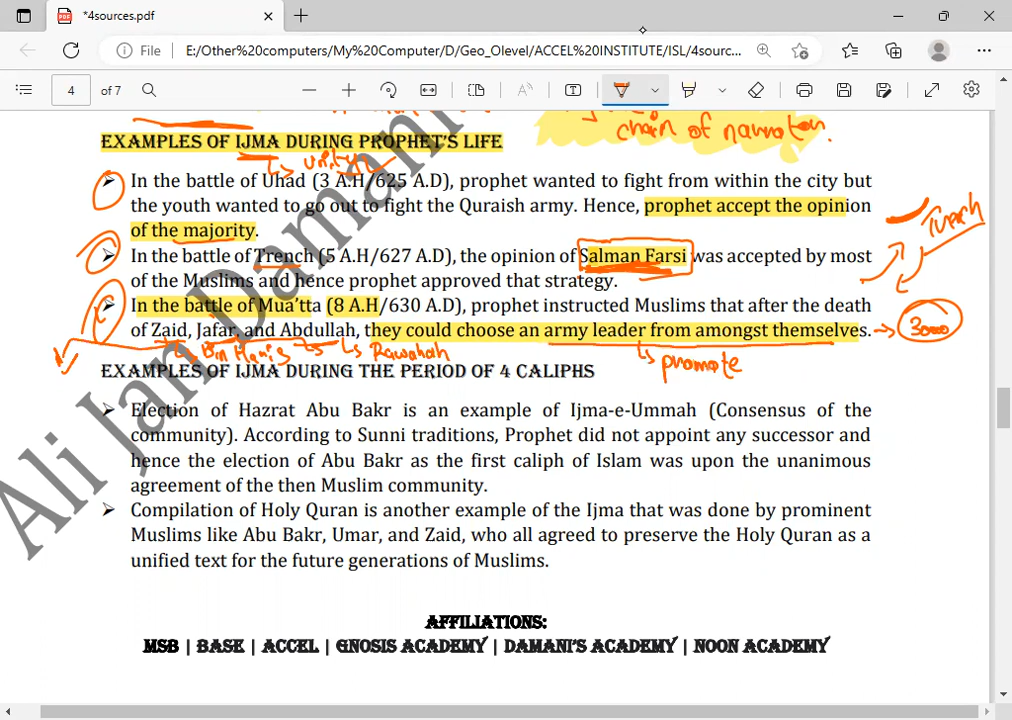 *4sources.pdf
File
E:/Other%20computers/My%20Computer/D/Geo_Olevel/ACCEL%20INSTITUTE/ISL/4sourc...
4 of 7
chain of
EXAMPLES OF IJMA DURING PROPHET'S LIFE
unity
In the battle of Uhad (3 A.H/625 A.D), prophet wanted to fight from within the city but
the youth wanted to go out to fight the Quraish army. Hence, prophet accept the opinion
of the majority.
In the battle of Trench (5 A.H/627 A.D), the opinion of Salman Farsi was accepted by most
of the Muslims and hence prophet approved that strategy.
In the battle of Mua'tta (8 A.H/630 A.D), prophet instructed Muslims that after the death
of Zaid, Jafar, and Abdullah, they could choose an army leader from amongst themselves.
3000
Bin Haris
Rawahah
promote
EXAMPLES OF IJMA DURING THE PERIOD OF 4 CALIPHS
Election of Hazrat Abu Bakr is an example of Ijma-e-Ummah (Consensus of the
community). According to Sunni traditions, Prophet did not appoint any successor and
hence the election of Abu Bakr as the first caliph of Islam was upon the unanimous
agreement of the then Muslim community.
Compilation of Holy Quran is another example of the Ijma that was done by prominent
Muslims like Abu Bakr, Umar, and Zaid, who all agreed to preserve the Holy Quran as a
unified text for the future generations of Muslims.
Ali Jan Damani
AFFILIATIONS:
MSB | BASE | ACCEL | GNOSIS ACADEMY | DAMANI'S ACADEMY | NOON ACADEMY